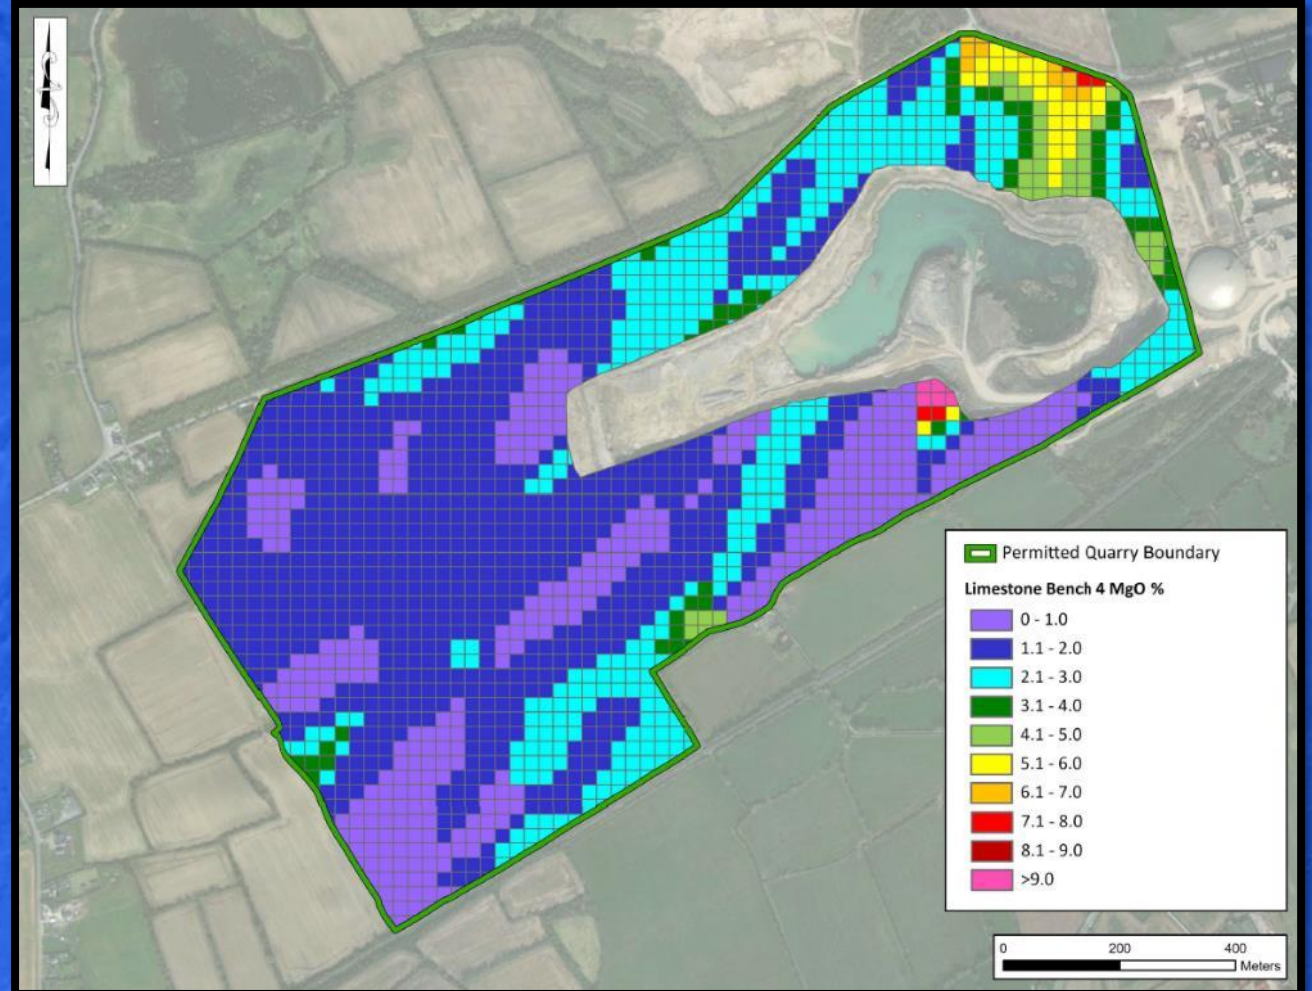 Permitted Quarry Boundary
Limestone Bench 4 MgO %
0 - 1.0
1.1 - 2.0
2.1 - 3.0
3.1 - 4.0
4.1 - 5.0
5.1 - 6.0
6.1 - 7.0
7.1 - 8.0
8.1 - 9.0
>9.0
0 200 400
Meters